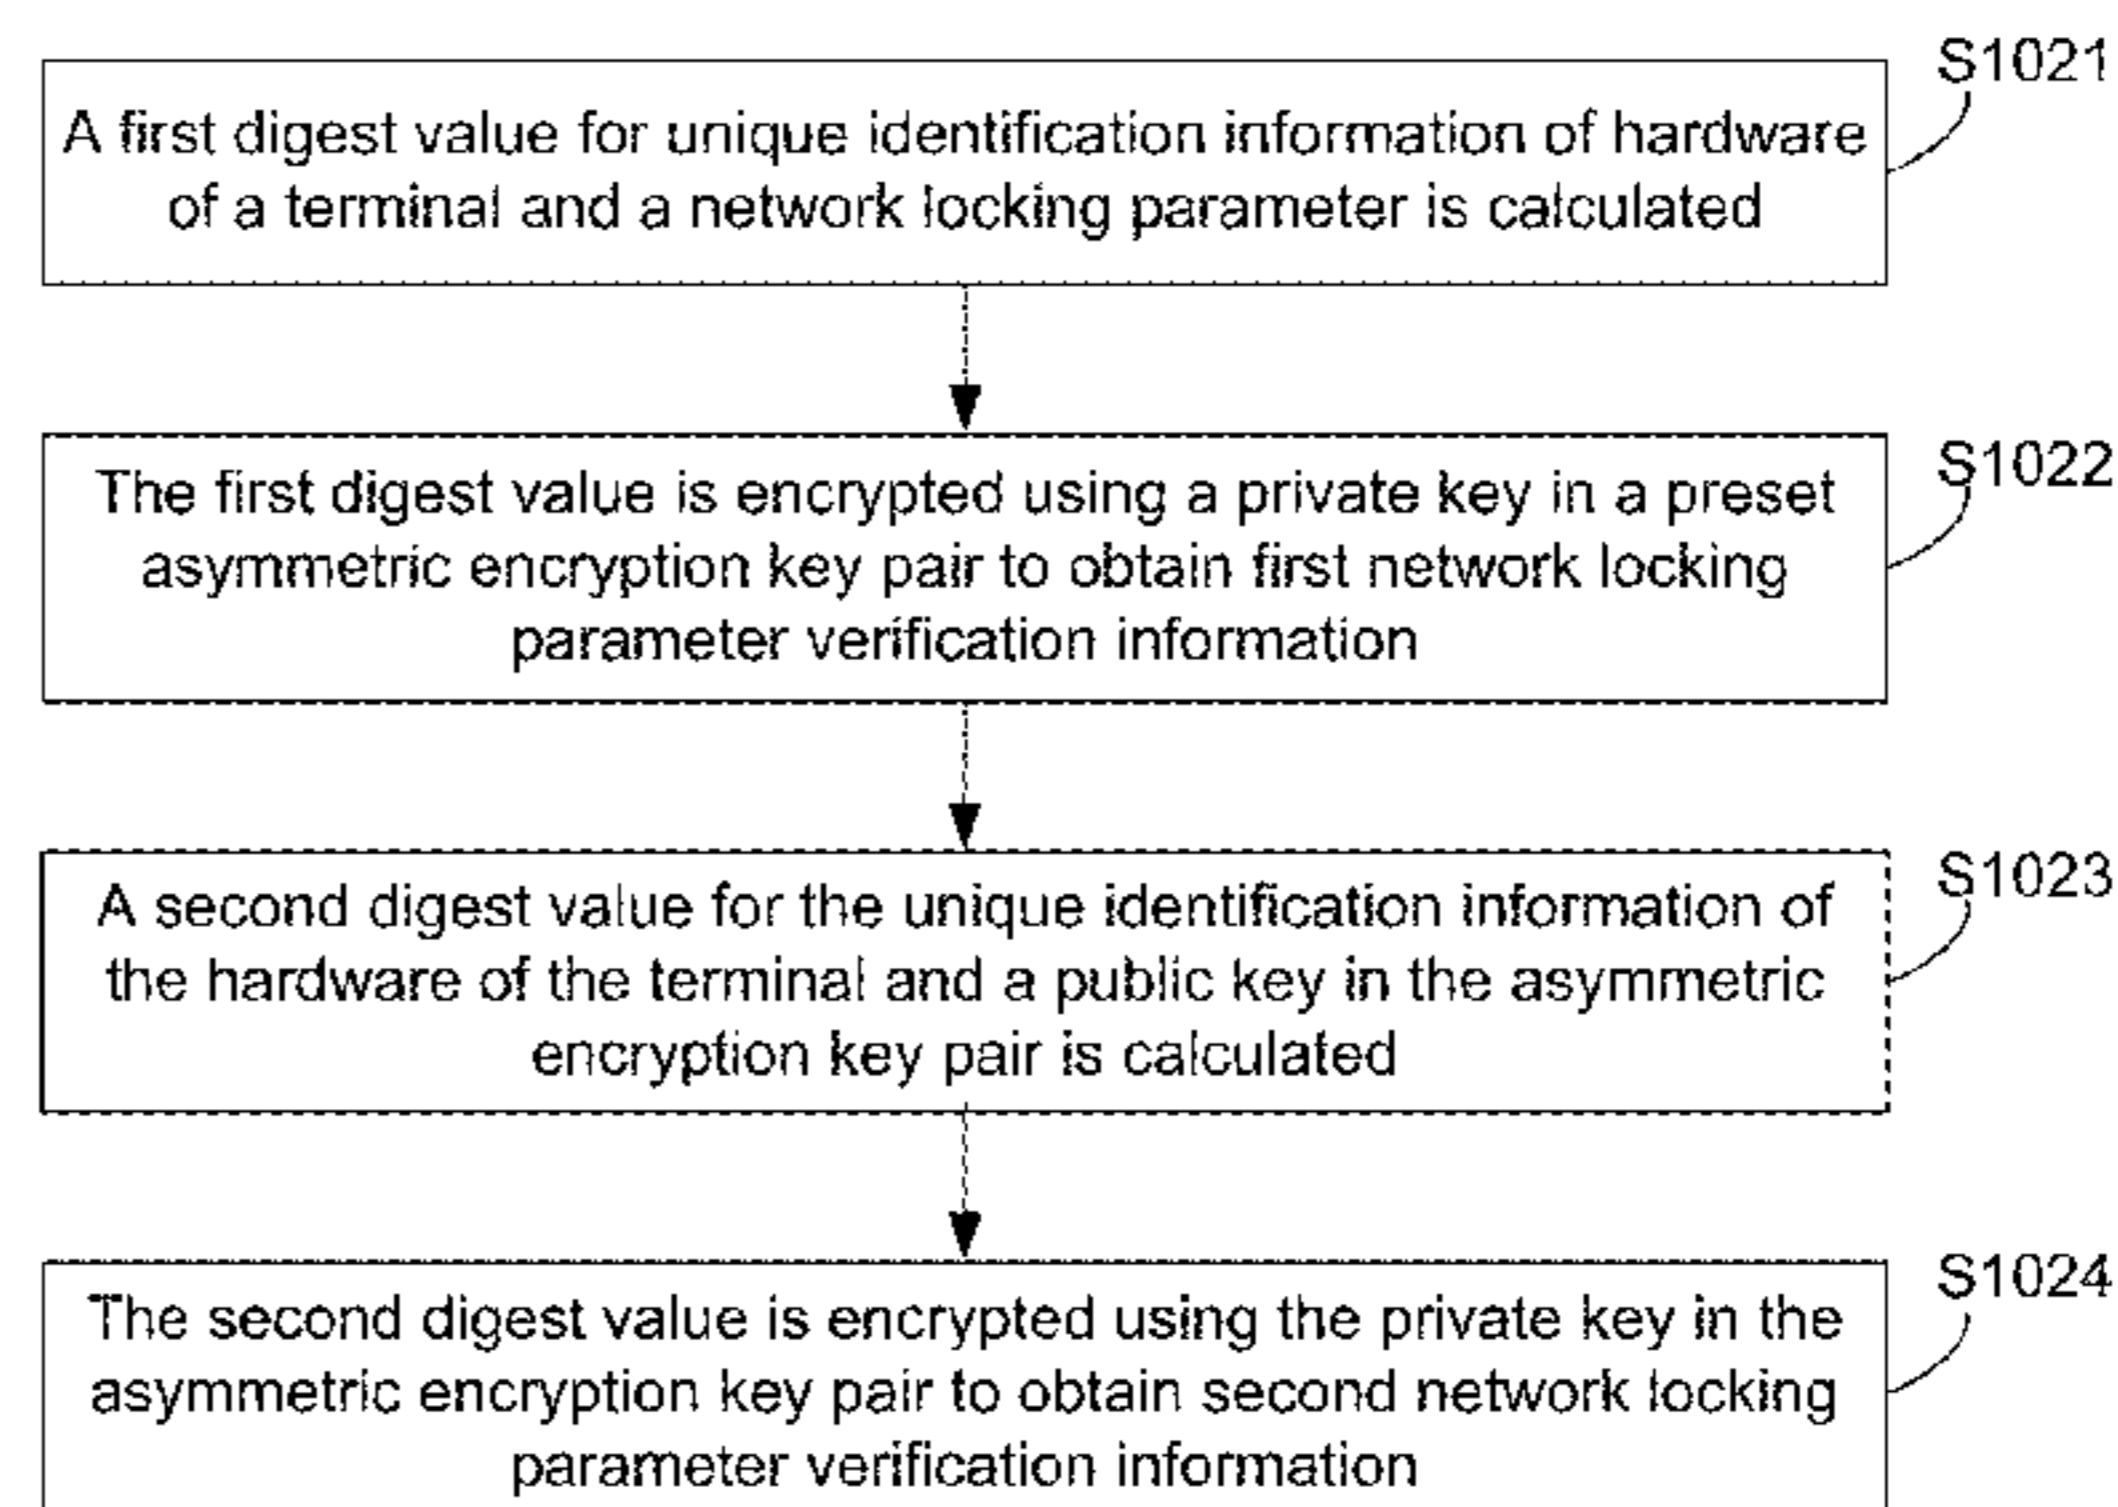 S1021
A first digest value for unique identification information of hardware
of a terminal and a network locking parameter is calculated
S1022
The first digest value is encrypted using a private key in a preset
asymmetric encryption key pair to obtain first network locking
parameter verification information
S1023
A second digest value for the unique identification information of
the hardware of the terminal and a public key in the asymmetric
encryption key pair is calculated
S1024
The second digest value is encrypted using the private key in the
asymmetric encryption key pair to obtain second network locking
parameter verification information